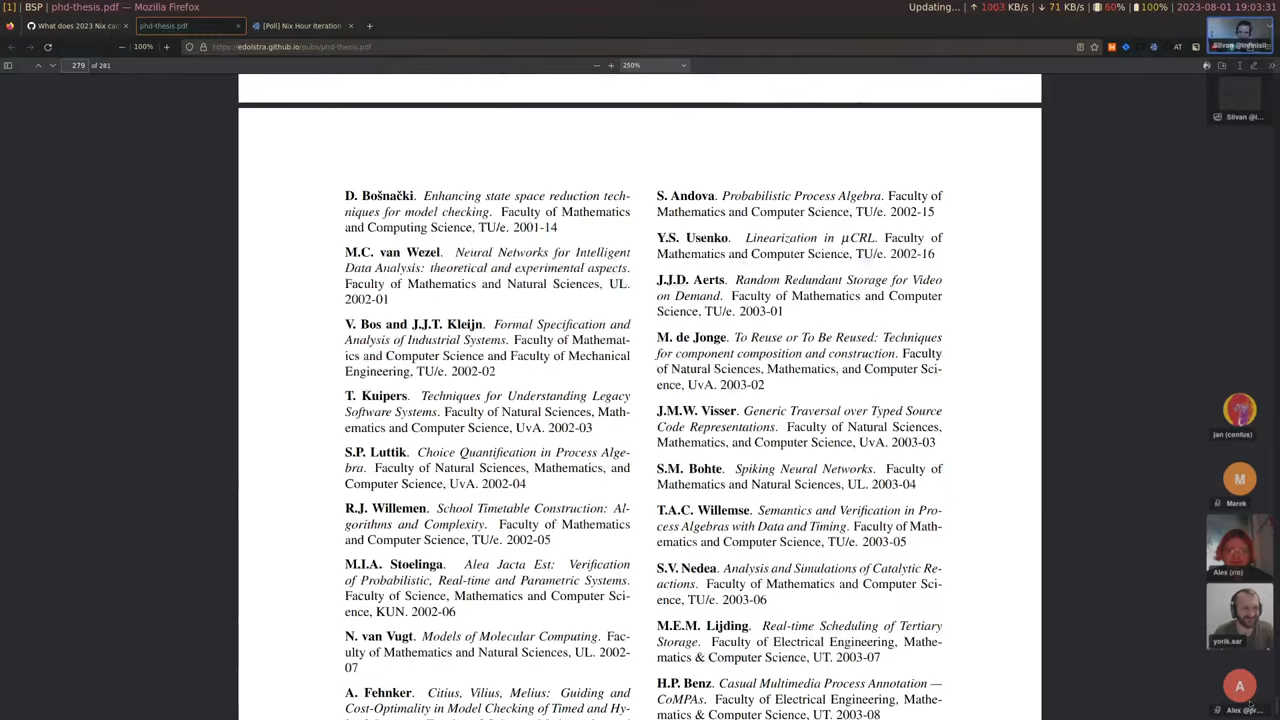 [1] | BSP | phd-thesis.pdf — Mozilla Firefox
Updating... | ↑ 1003 KB/s | ↓ 71 KB/s | 60% | 100% | 2023-08-01 19:03:31
What does 2023 Nix ca
phd-thesis.pdf
[Poll] Nix Hour Iteration
100%
https://edolstra.github.io/pubs/phd-thesis.pdf
279 of 281
250%
D. Bošnački. Enhancing state space reduction tech-
niques for model checking. Faculty of Mathematics
and Computing Science, TU/e. 2001-14
M.C. van Wezel. Neural Networks for Intelligent
Data Analysis: theoretical and experimental aspects.
Faculty of Mathematics and Natural Sciences, UL.
2002-01
V. Bos and J.J.T. Kleijn. Formal Specification and
Analysis of Industrial Systems. Faculty of Mathemat-
ics and Computer Science and Faculty of Mechanical
Engineering, TU/e. 2002-02
T. Kuipers. Techniques for Understanding Legacy
Software Systems. Faculty of Natural Sciences, Math-
ematics and Computer Science, UvA. 2002-03
S.P. Luttik. Choice Quantification in Process Alge-
bra. Faculty of Natural Sciences, Mathematics, and
Computer Science, UvA. 2002-04
R.J. Willemen. School Timetable Construction: Al-
gorithms and Complexity. Faculty of Mathematics
and Computer Science, TU/e. 2002-05
M.I.A. Stoelinga. Alea Jacta Est: Verification
of Probabilistic, Real-time and Parametric Systems.
Faculty of Science, Mathematics and Computer Sci-
ence, KUN. 2002-06
N. van Vugt. Models of Molecular Computing. Fac-
ulty of Mathematics and Natural Sciences, UL. 2002-
07
A. Fehnker. Citius, Vilius, Melius: Guiding and
Cost-Optimality in Model Checking of Timed and Hy-
S. Andova. Probabilistic Process Algebra. Faculty of
Mathematics and Computer Science, TU/e. 2002-15
Y.S. Usenko. Linearization in μCRL. Faculty of
Mathematics and Computer Science, TU/e. 2002-16
J.J.D. Aerts. Random Redundant Storage for Video
on Demand. Faculty of Mathematics and Computer
Science, TU/e. 2003-01
M. de Jonge. To Reuse or To Be Reused: Techniques
for component composition and construction. Faculty
of Natural Sciences, Mathematics, and Computer Sci-
ence, UvA. 2003-02
J.M.W. Visser. Generic Traversal over Typed Source
Code Representations. Faculty of Natural Sciences,
Mathematics, and Computer Science, UvA. 2003-03
S.M. Bohte. Spiking Neural Networks. Faculty of
Mathematics and Natural Sciences, UL. 2003-04
T.A.C. Willemse. Semantics and Verification in Pro-
cess Algebras with Data and Timing. Faculty of Math-
ematics and Computer Science, TU/e. 2003-05
S.V. Nedea. Analysis and Simulations of Catalytic Re-
actions. Faculty of Mathematics and Computer Sci-
ence, TU/e. 2003-06
M.E.M. Lijding. Real-time Scheduling of Tertiary
Storage. Faculty of Electrical Engineering, Mathe-
matics & Computer Science, UT. 2003-07
H.P. Benz. Casual Multimedia Process Annotation —
CoMPAs. Faculty of Electrical Engineering, Mathe-
matics & Computer Science, UT. 2003-08
Silvan @infinisil
Silvan @i...
jan (confus)
M
Marek
Alex (r/o)
yorik.sar
A
Alex @pr...